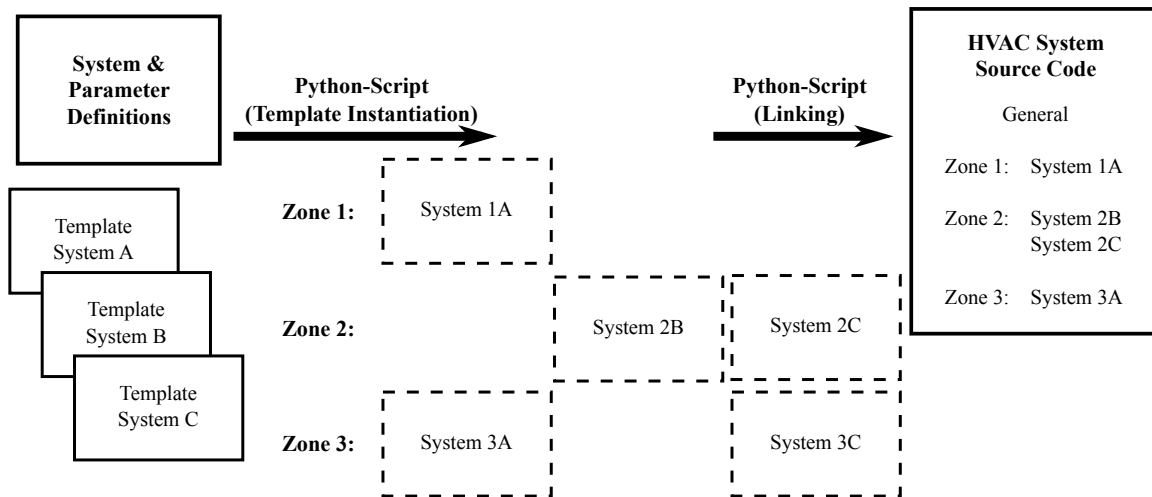 System &
Parameter
Definitions
Python-Script
(Template Instantiation)
Python-Script
(Linking)
HVAC System
Source Code
General
Zone 1: System 1A
Zone 2: System 2B
System 2C
Zone 3: System 3A
Template
System A
Template
System B
Template
System C
Zone 1: System 1A
Zone 2: System 2B System 2C
Zone 3: System 3A System 3C